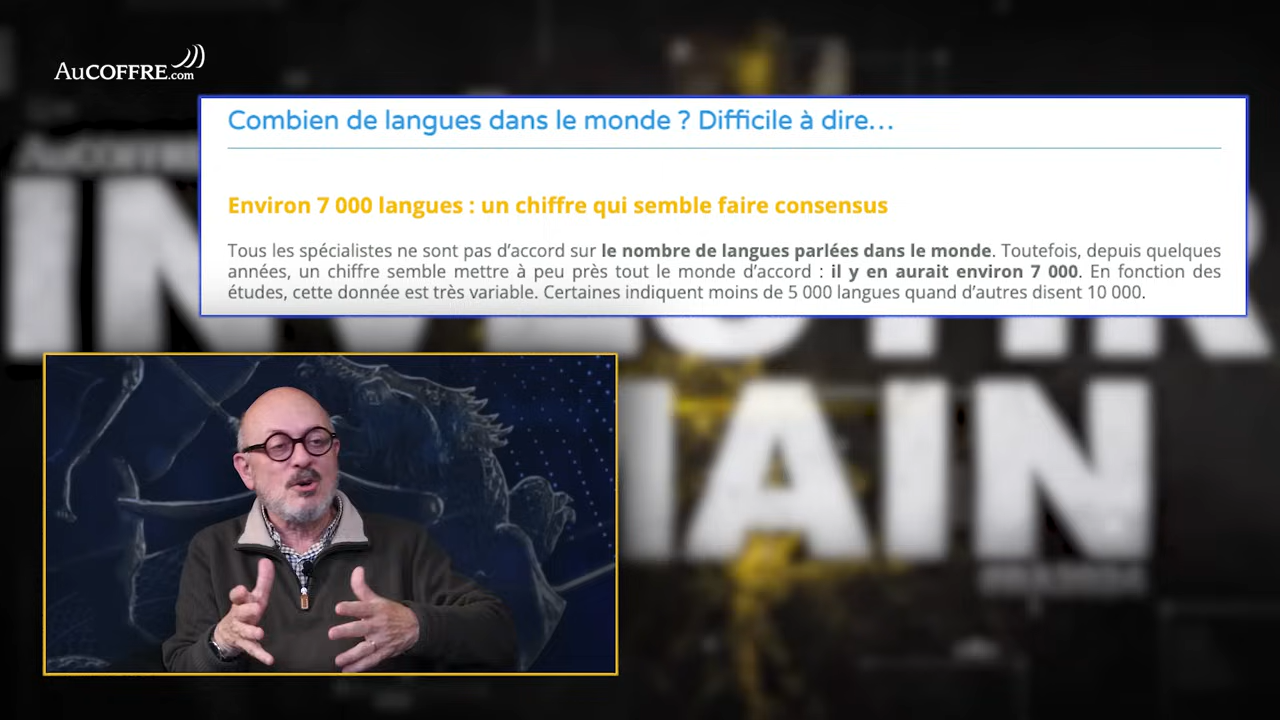 AuCOFFRE.com
Combien de langues dans le monde ? Difficile à dire...
Environ 7 000 langues : un chiffre qui semble faire consensus
Tous les spécialistes ne sont pas d'accord sur le nombre de langues parlées dans le monde. Toutefois, depuis quelques
années, un chiffre semble mettre à peu près tout le monde d'accord : il y en aurait environ 7 000. En fonction des
études, cette donnée est très variable. Certaines indiquent moins de 5 000 langues quand d'autres disent 10 000.